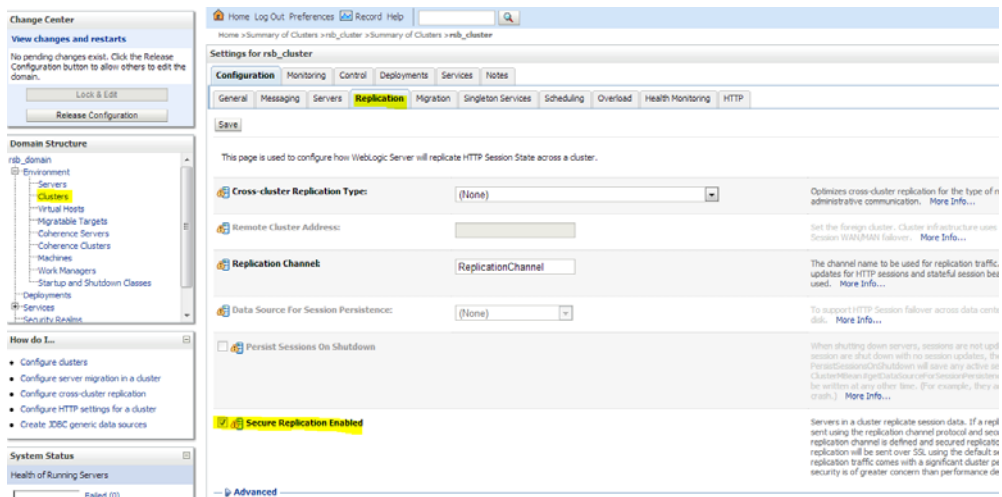 Change Center
View changes and restarts
No pending changes exist. Click the Release
Configuration button to allow others to edit the
domain.
Lock & Edit
Release Configuration
Domain Structure
rsb_domain
Environment
Servers
Clusters
Virtual Hosts
Migratable Targets
Coherence Servers
Coherence Clusters
Machines
Work Managers
Startup and Shutdown Classes
Deployments
Services
Security Realms
How do I...
Configure clusters
Configure server migration in a cluster
Configure cross-cluster replication
Configure HTTP settings for a cluster
Create JDBC generic data sources
System Status
Health of Running Servers
Failed (0)
Home Log Out Preferences Record Help
Home >Summary of Clusters >rsb_cluster >Summary of Clusters >rsb_cluster
Settings for rsb_cluster
Configuration Monitoring Control Deployments Services Notes
General Messaging Servers Replication Migration Singleton Services Scheduling Overload Health Monitoring HTTP
Save
This page is used to configure how WebLogic Server will replicate HTTP Session State across a cluster.
Cross-cluster Replication Type: (None)
Optimizes cross-cluster replication for the type of
administrative communication. More Info...
Remote Cluster Address:
Set the foreign cluster. Cluster infrastructure uses
Session WAN/MAN failover. More Info...
Replication Channel: ReplicationChannel
The channel name to be used for replication traffic.
updates for HTTP sessions and stateful session
used. More Info...
Data Source For Session Persistence: (None)
To support HTTP Session failover across data
disk. More Info...
Persist Sessions On Shutdown
When shutting down servers, sessions are not
session are shut down with no session updates,
PersistSessionsOnShutdown will save any active
ClusterMBean#getDataSourceForSessionPersistence
be written at any other time. (For example, they
crash.) More Info...
Secure Replication Enabled
Servers in a cluster replicate session data. If a
sent using the replication channel protocol and
replication channel is defined and secured
replication will be sent over SSL using the default
replication traffic comes with a significant cluster
security is of greater concern than performance
Advanced